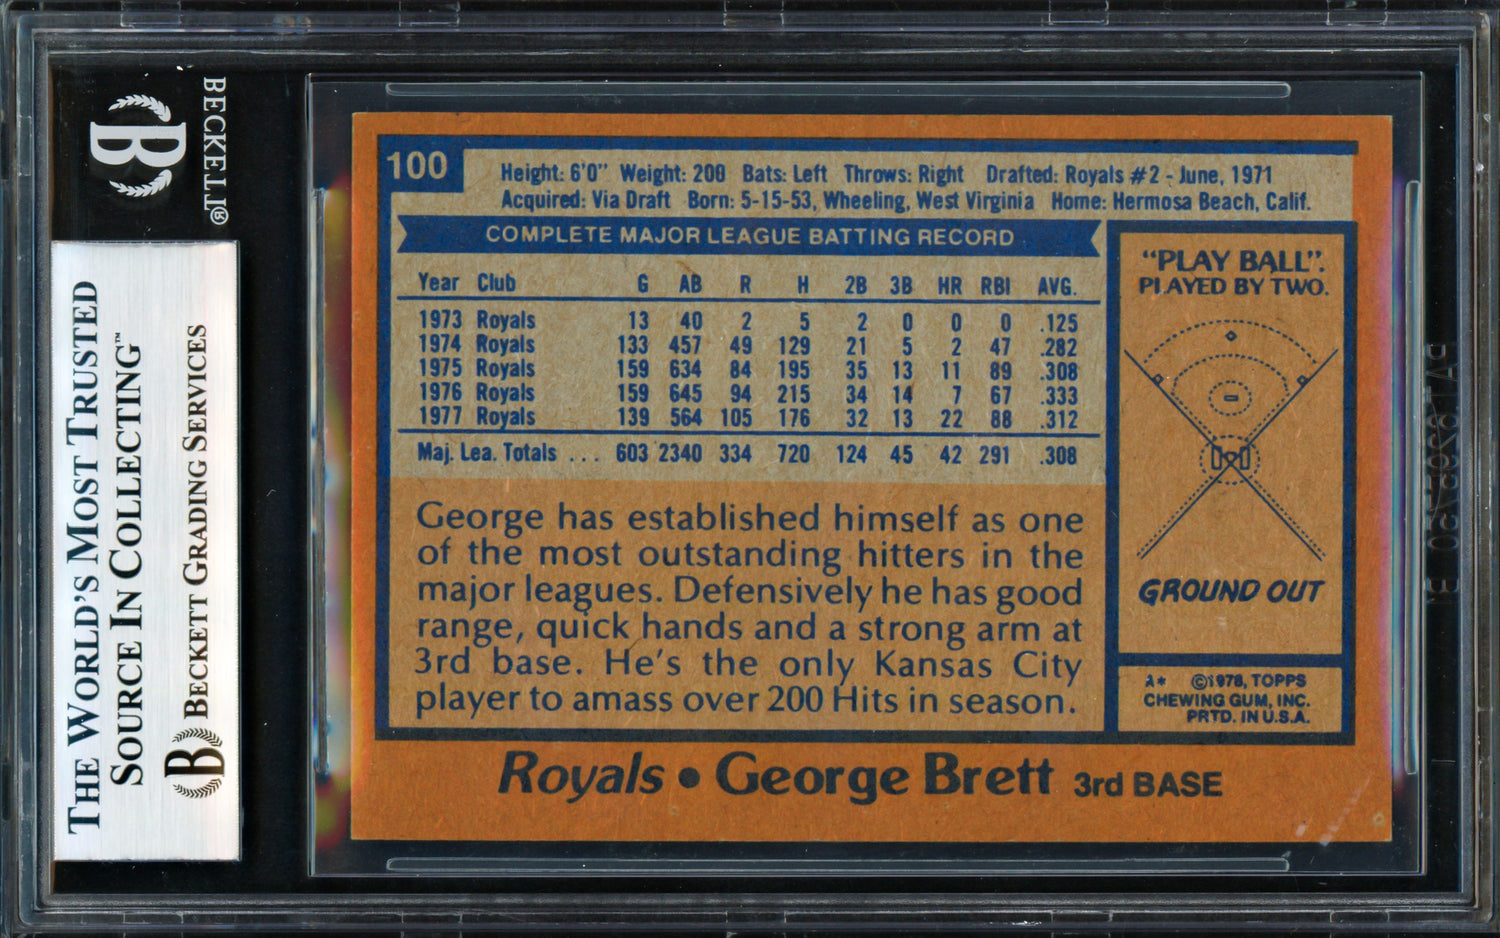 BECKETT®
B
THE WORLD'S MOST TRUSTED
SOURCE IN COLLECTING™
B BECKETT GRADING SERVICES
100
Height: 6'0" Weight: 200 Bats: Left Throws: Right Drafted: Royals #2 - June, 1971
Acquired: Via Draft Born: 5-15-53, Wheeling, West Virginia Home: Hermosa Beach, Calif.
COMPLETE MAJOR LEAGUE BATTING RECORD
Year Club G AB R H 2B 3B HR RBI AVG.
1973 Royals 13 40 2 5 2 0 0 0 .125
1974 Royals 133 457 49 129 21 5 2 47 .282
1975 Royals 159 634 84 195 35 13 11 89 .308
1976 Royals 159 645 94 215 34 14 7 67 .333
1977 Royals 139 564 105 176 32 13 22 88 .312
Maj. Lea. Totals ... 603 2340 334 720 124 45 42 291 .308
George has established himself as one
of the most outstanding hitters in the
major leagues. Defensively he has good
range, quick hands and a strong arm at
3rd base. He's the only Kansas City
player to amass over 200 Hits in season.
"PLAY BALL".
PLAYED BY TWO.
GROUND OUT
A* ©1978, TOPPS
CHEWING GUM, INC.
PRTD. IN U.S.A.
Royals • George Brett 3rd BASE